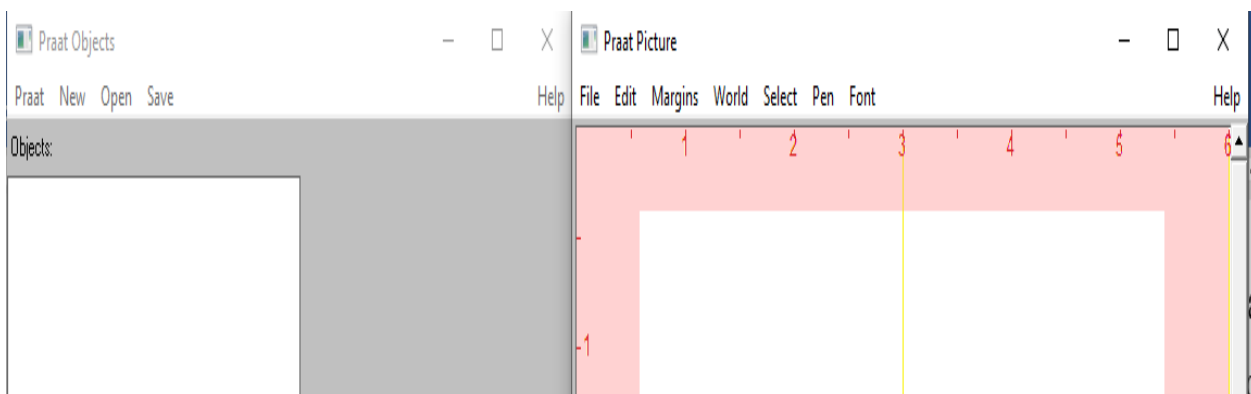 Praat Objects
Praat New Open Save Help
Objects:
Praat Picture
File Edit Margins World Select Pen Font Help
1 2 3 4 5 6
1